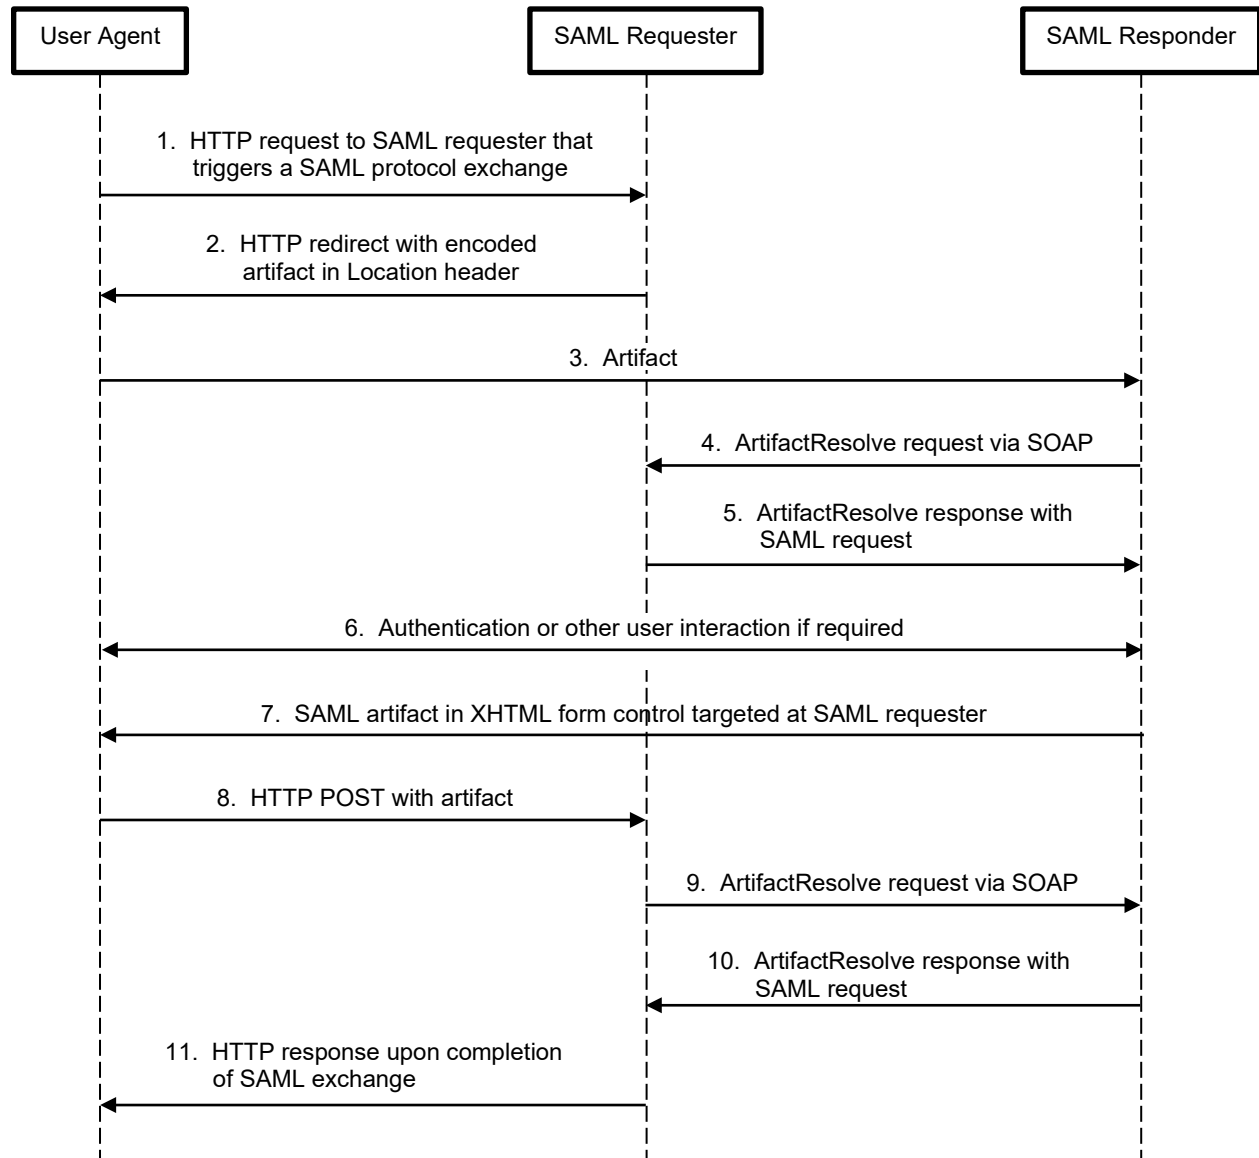 User Agent
SAML Requester
SAML Responder
1. HTTP request to SAML requester that
triggers a SAML protocol exchange
2. HTTP redirect with encoded
artifact in Location header
3. Artifact
4. ArtifactResolve request via SOAP
5. ArtifactResolve response with
SAML request
6. Authentication or other user interaction if required
7. SAML artifact in XHTML form control targeted at SAML requester
8. HTTP POST with artifact
9. ArtifactResolve request via SOAP
10. ArtifactResolve response with
SAML request
11. HTTP response upon completion
of SAML exchange